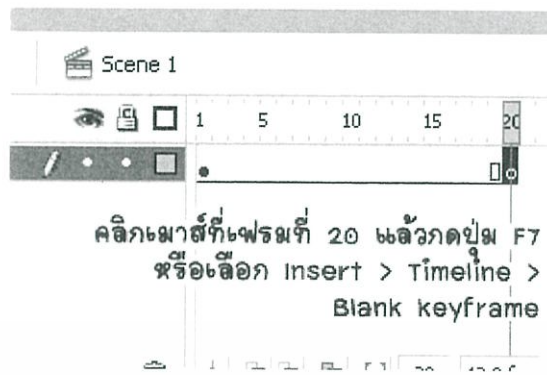 Scene 1
1 5 10 15 20
คลิกเมาส์ที่เฟรมที่ 20 แล้วกดปุ่ม F7
หรือเลือก Insert > Timeline >
Blank keyframe